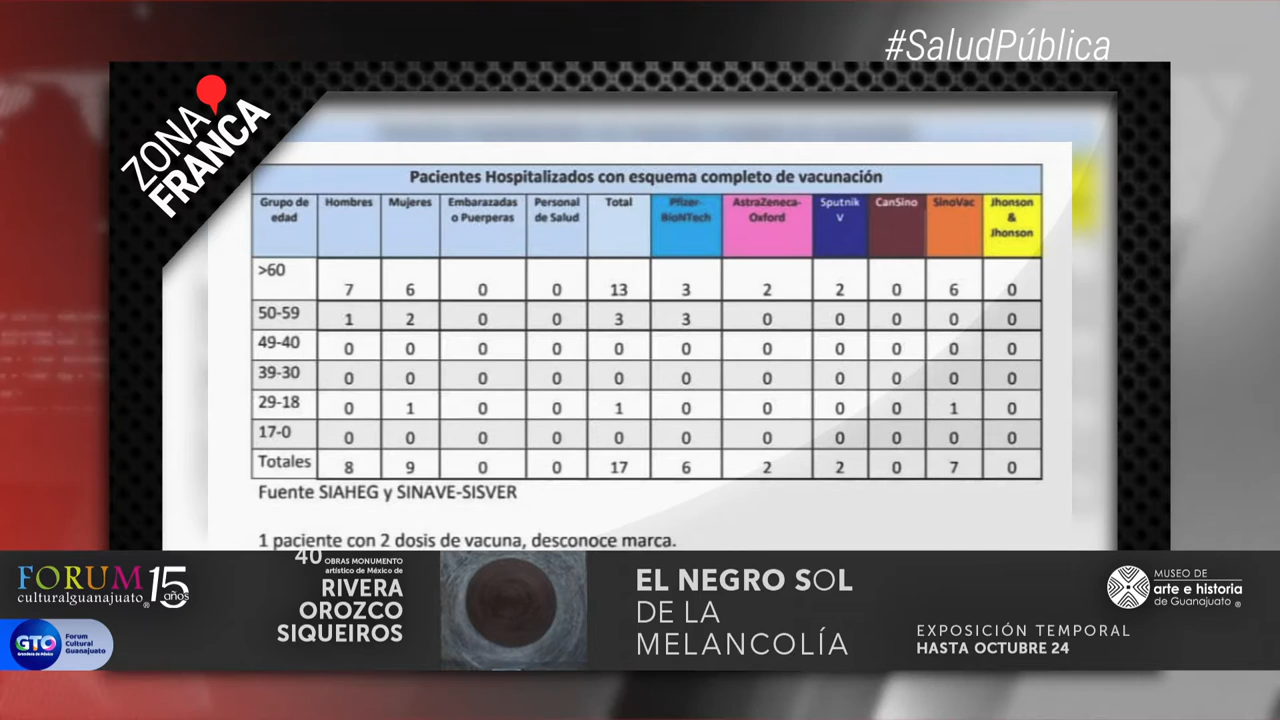 #SaludPública
ZONA
FRANCA
Pacientes Hospitalizados con esquema completo de vacunación
Grupo de edad Hombres Mujeres Embarazadas o Puerperas Personal de Salud Total Pfizer-BioNTech AstraZeneca-Oxford Sputnik V CanSino SinoVac Jhonson & Jhonson
>60 7 6 0 0 13 3 2 2 0 6 0
50-59 1 2 0 0 3 3 0 0 0 0 0
49-40 0 0 0 0 0 0 0 0 0 0 0
39-30 0 0 0 0 0 0 0 0 0 0 0
29-18 0 1 0 0 1 0 0 0 0 1 0
17-0 0 0 0 0 0 0 0 0 0 0 0
Totales 8 9 0 0 17 6 2 2 0 7 0
Fuente SIAHEG y SINAVE-SISVER
1 paciente con 2 dosis de vacuna, desconoce marca.
FORUM 15 años
culturalguanajuato®
GTO
Grandeza de México
Forum
Cultural
Guanajuato
40 OBRAS MONUMENTO
artístico de México de
RIVERA
OROZCO
SIQUEIROS
EL NEGRO SOL
DE LA
MELANCOLÍA
EXPOSICIÓN TEMPORAL
HASTA OCTUBRE 24
MUSEO DE
arte e historia
de Guanajuato ®